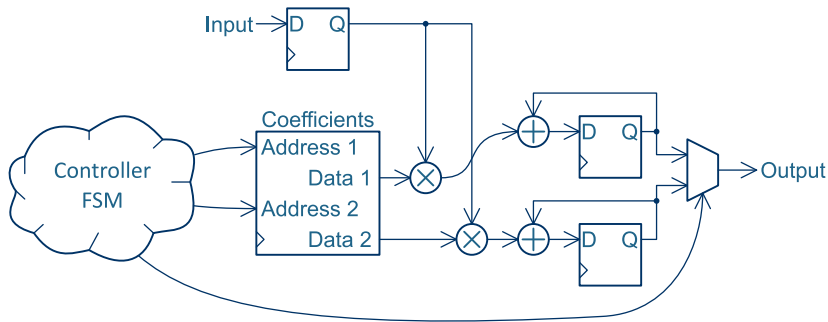 Input
D Q
Coefficients
Controller
FSM
Address 1
Data 1
Address 2
Data 2
D Q
D Q
Output